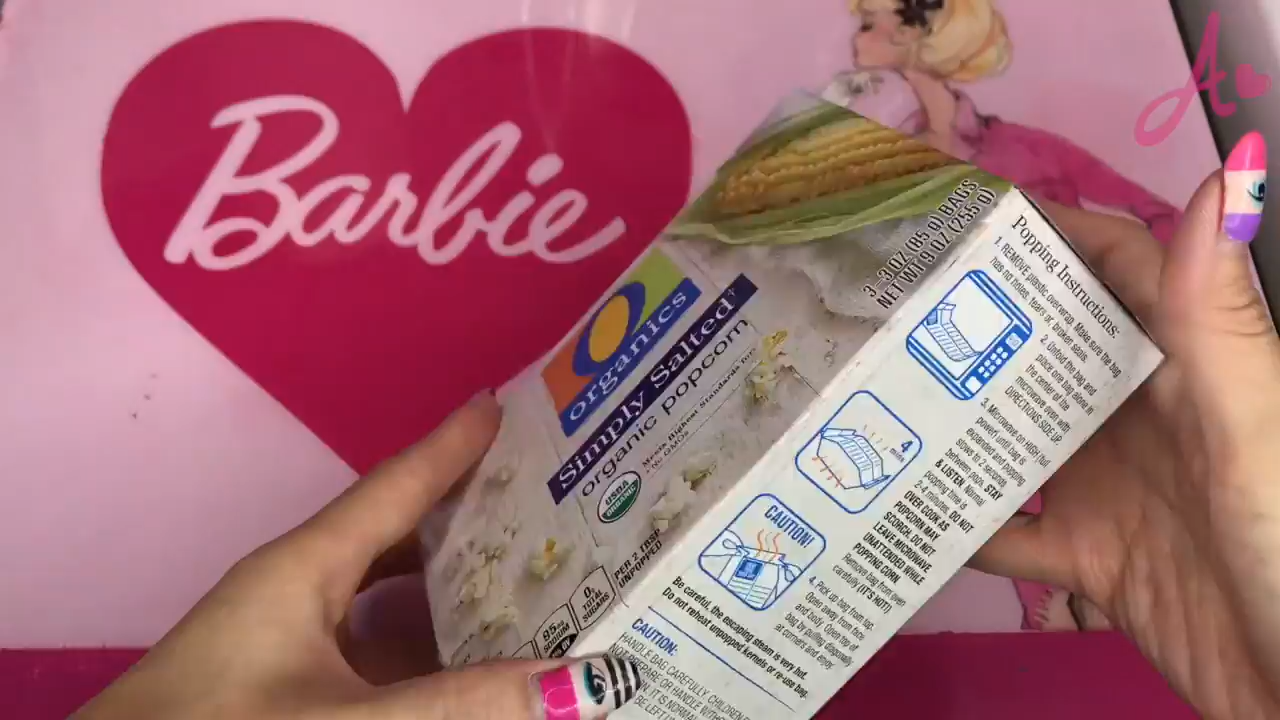 Barbie
A
3-3 OZ (85 g) BAGS
NET WT 9 OZ (255 g)
O
organics
Simply Salted†
organic popcorn
Meets Highest Standards for:
• No GMOs
USDA
ORGANIC
95mg
SODIUM
0g
TOTAL
SUGARS
PER 2 TBSP
UNPOPPED
Popping Instructions:
1. REMOVE plastic overwrap. Make sure the bag
has no holes, tears or broken seals.
2. Unfold the bag and
place one bag alone in
the center of the
microwave oven with
DIRECTIONS SIDE UP.
3. Microwave on HIGH (full
power) until bag is
expanded and popping
slows to 2 seconds
between pops. STAY
& LISTEN. Normal
popping time is
2-4 minutes. DO NOT
OVER COOK AS
POPCORN MAY
SCORCH. DO NOT
LEAVE MICROWAVE
UNATTENDED WHILE
POPPING CORN.
Remove bag from oven
carefully (IT'S HOT!)
4. Pick up bag from top.
Open away from face
and body. Open top of
bag by pulling diagonally
at corners and enjoy.
4
mins
CAUTION!
Be careful, the escaping steam is very hot.
Do not reheat unpopped kernels or re-use bag.
CAUTION:
HANDLE BAG CAREFULLY. CHILDREN